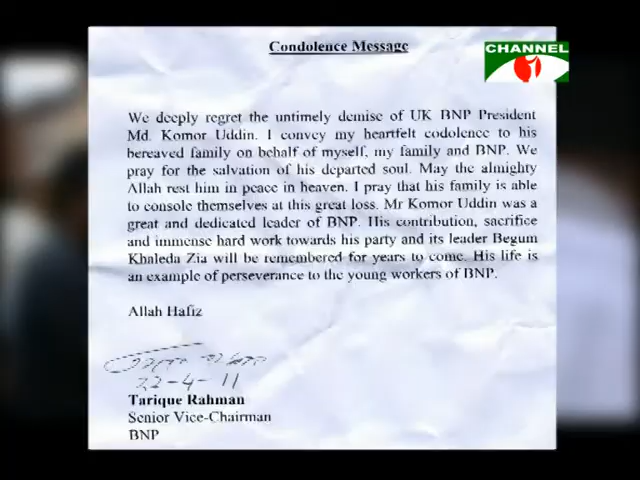 Condolence Message
CHANNEL
i
We deeply regret the untimely demise of UK BNP President
Md. Komor Uddin. I convey my heartfelt codolence to his
bereaved family on behalf of myself, my family and BNP. We
pray for the salvation of his departed soul. May the almighty
Allah rest him in peace in heaven. I pray that his family is able
to console themselves at this great loss. Mr Komor Uddin was a
great and dedicated leader of BNP. His contribution, sacrifice
and immense hard work towards his party and its leader Begum
Khaleda Zia will be remembered for years to come. His life is
an example of perseverance to the young workers of BNP.
Allah Hafiz
22-4-11
Tarique Rahman
Senior Vice-Chairman
BNP